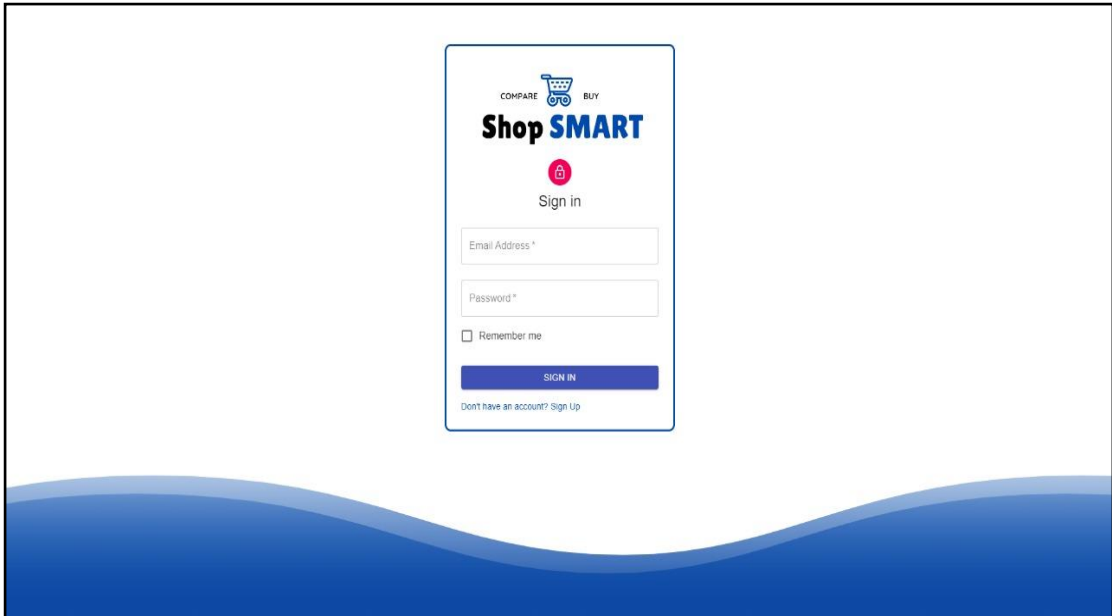 COMPARE BUY
Shop SMART
Sign in
Email Address *
Password *
Remember me
SIGN IN
Don't have an account? Sign Up